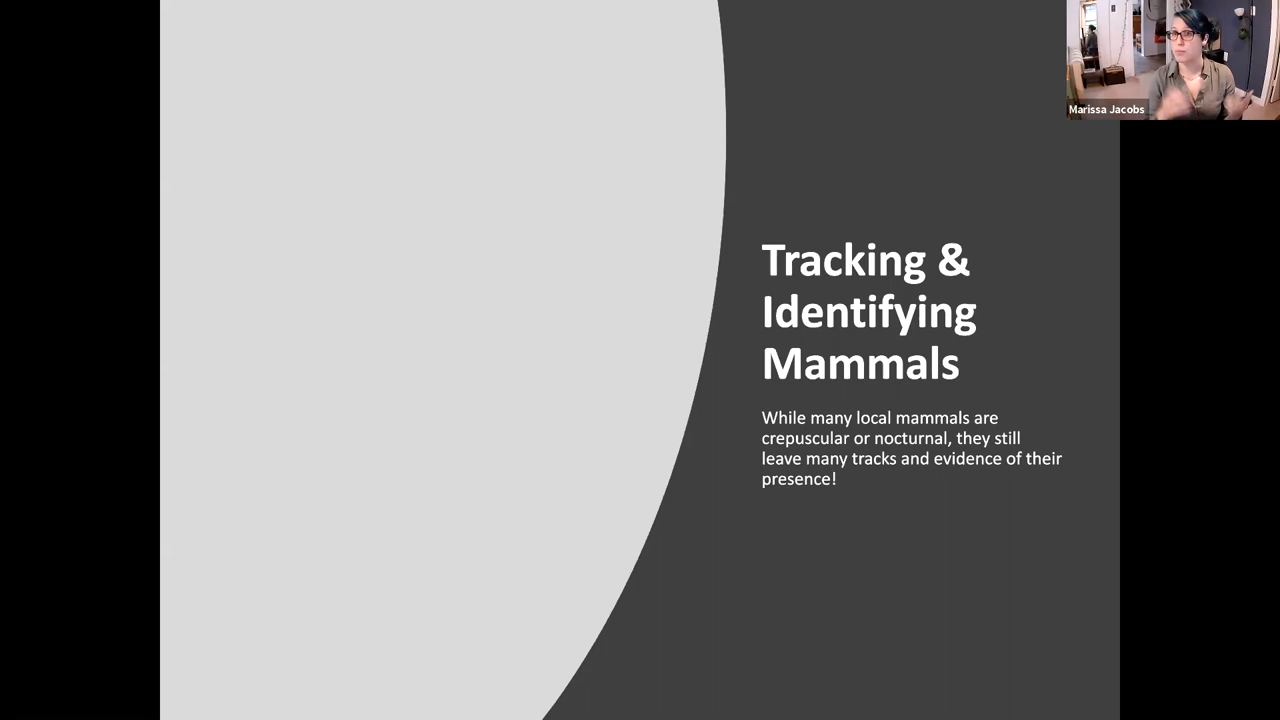 Marissa Jacobs
Tracking &
Identifying
Mammals
While many local mammals are
crepuscular or nocturnal, they still
leave many tracks and evidence of their
presence!